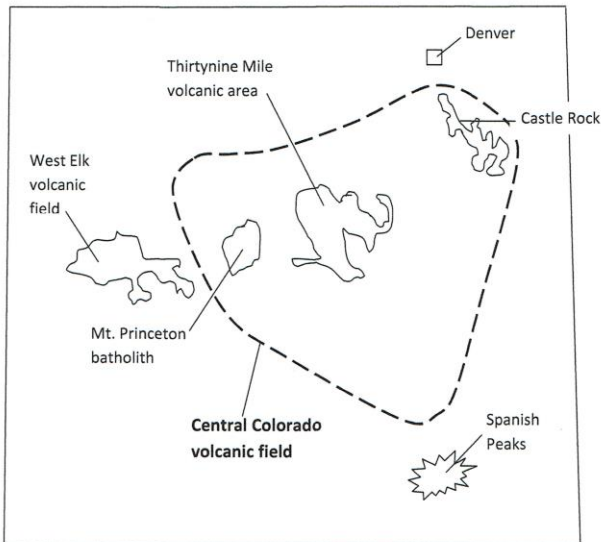 Denver
Thirtynine Mile
volcanic area
Castle Rock
West Elk
volcanic
field
Mt. Princeton
batholith
Central Colorado
volcanic field
Spanish
Peaks